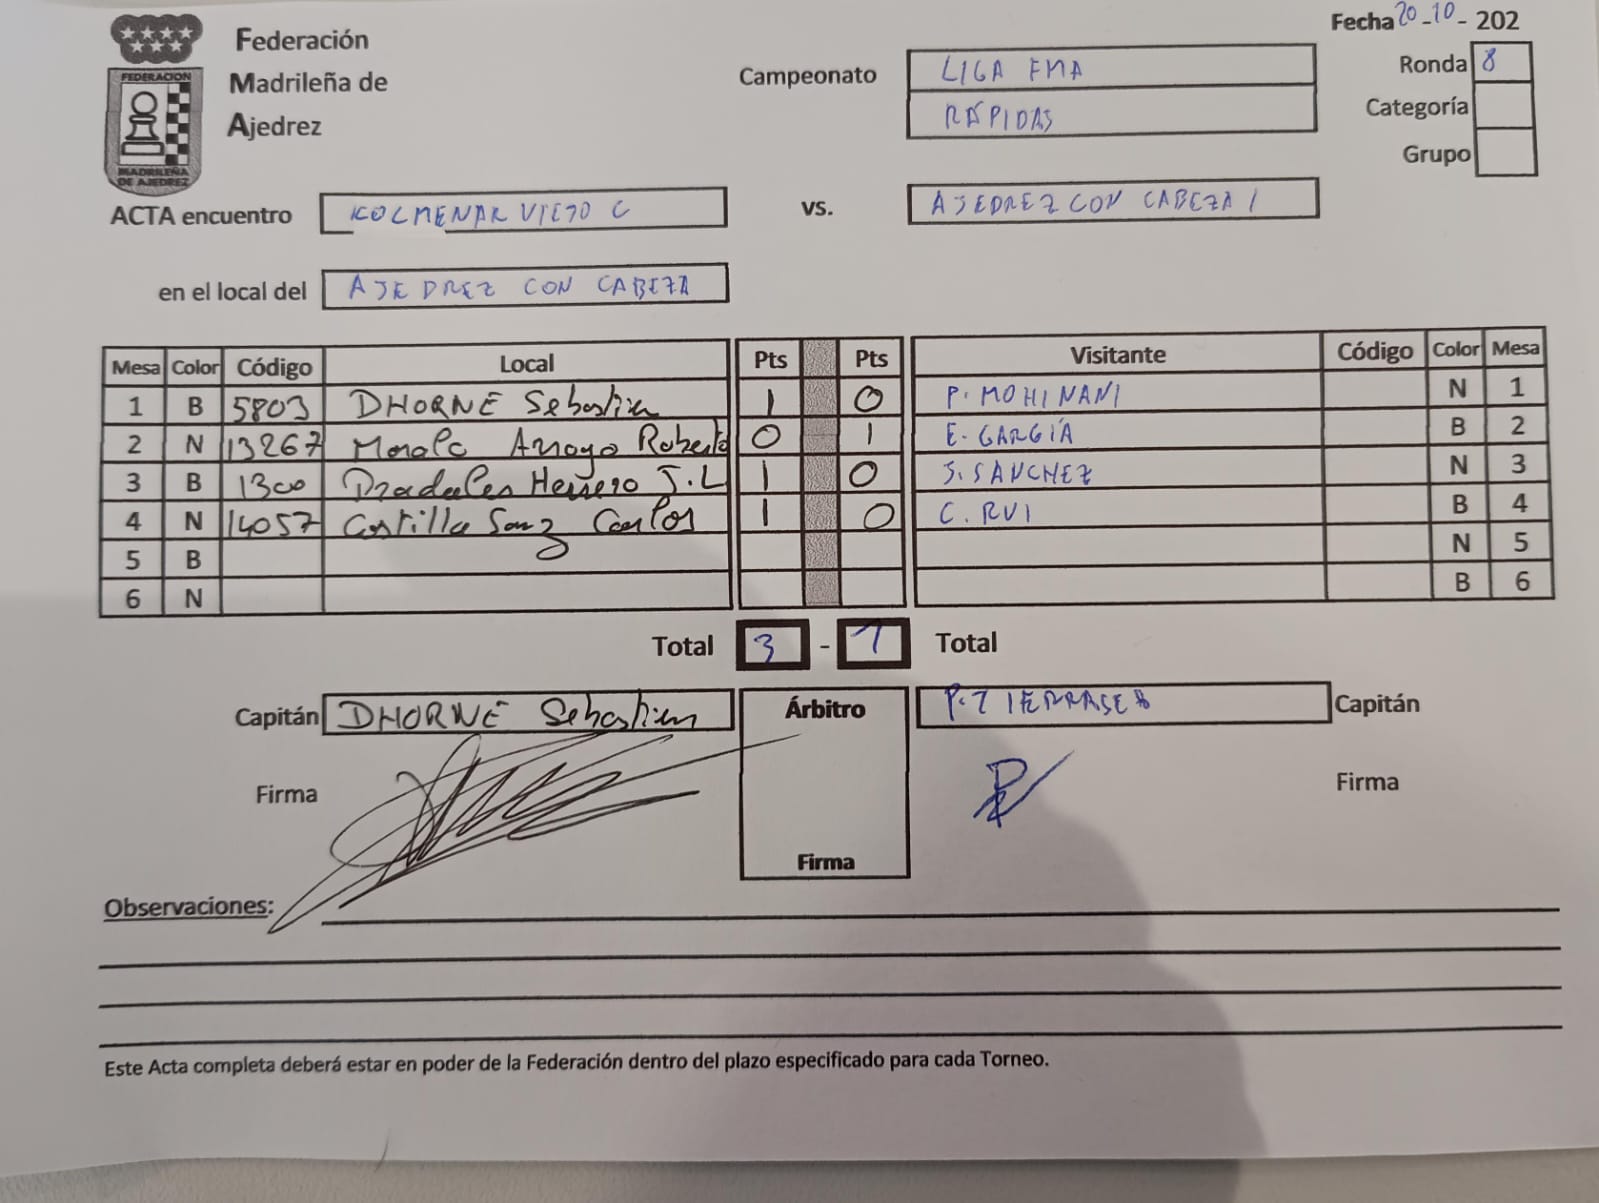 Fecha 20-10-202
Federación
Madrileña de
Ajedrez
FEDERACION
MADRILEÑA
DE AJEDREZ
Campeonato LIGA FMA
RÁPIDAS
Ronda 8
Categoría
Grupo
ACTA encuentro KOLMENAR VIEJO C vs. AJEDREZ CON CABEZA 1
en el local del AJEDREZ CON CABEZA
Mesa Color Código Local Pts Pts Visitante Código Color Mesa
1 B 5803 DHORNE Sebastien 1 0 P. MOHINANI N 1
2 N 13267 Arroyo Roberto 0 1 E. GARGÍA B 2
3 B 1300 Pradales Herrero J.L 1 0 J. SANCHEZ N 3
4 N 14057 Costilla Sanz Carlos 1 0 C. RUI B 4
5 B N 5
6 N B 6
Total 3 - 1 Total
Capitán DHORNE Sebastien Árbitro Capitán
Firma Firma
Firma
Observaciones:
Este Acta completa deberá estar en poder de la Federación dentro del plazo especificado para cada Torneo.